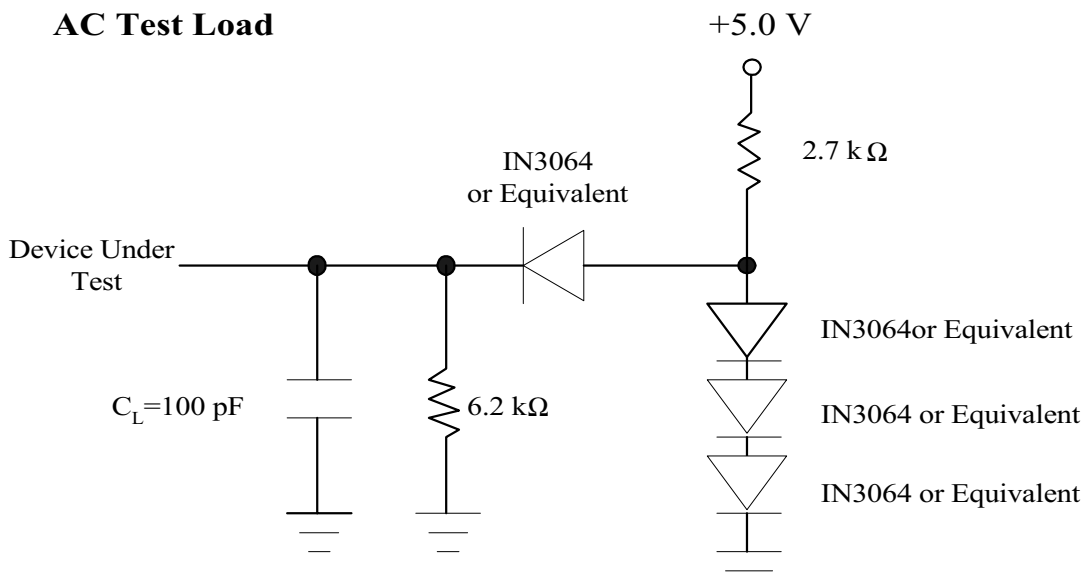 AC Test Load
+5.0 V
2.7 k Ω
IN3064
or Equivalent
Device Under
Test
IN3064or Equivalent
C_L=100 pF
6.2 kΩ
IN3064 or Equivalent
IN3064 or Equivalent